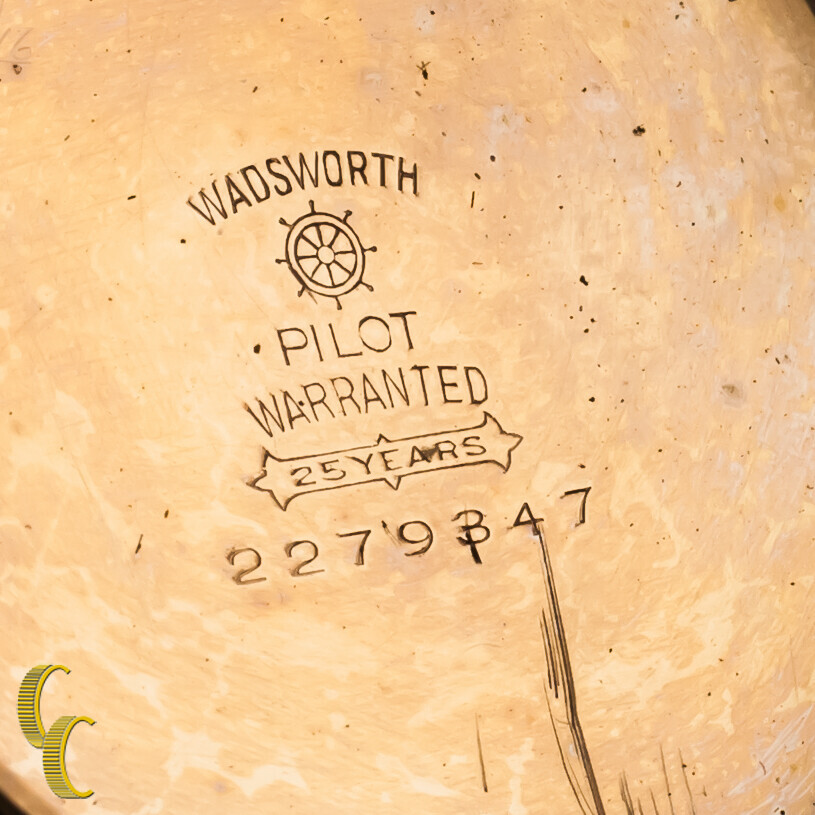 WADSWORTH
PILOT
WARRANTED
25 YEARS
2279347